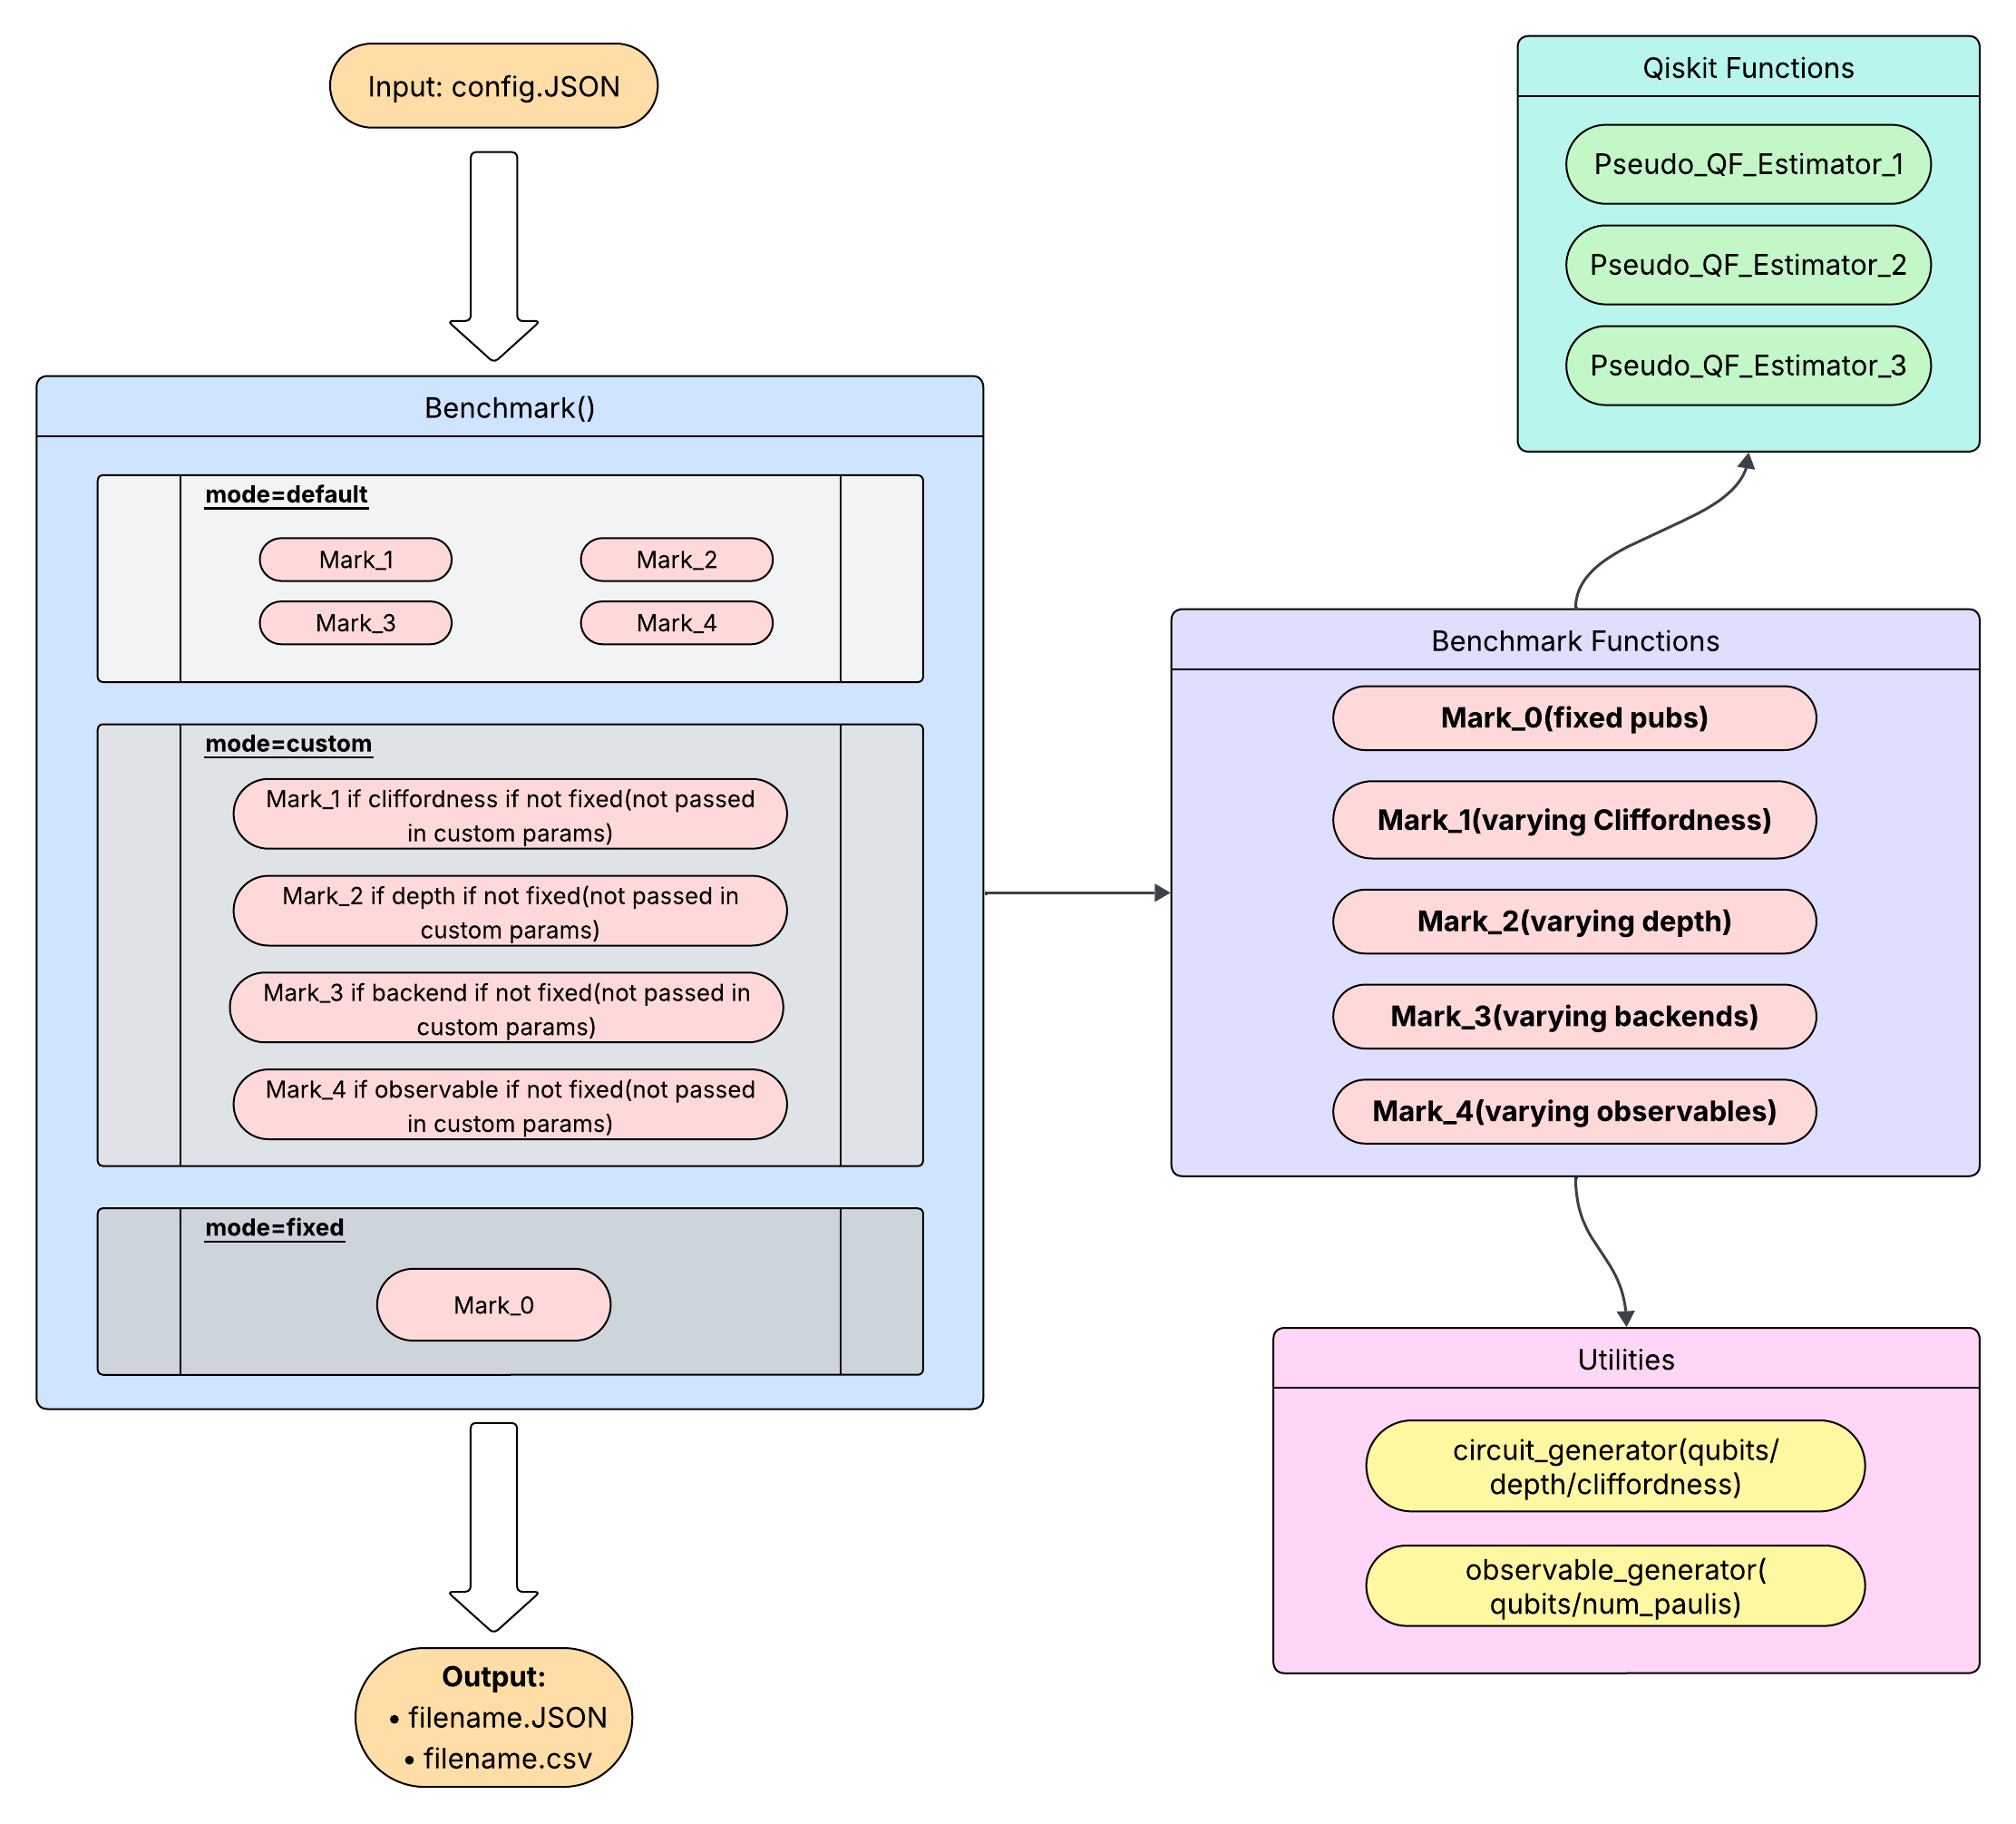 Input: config.JSON
Benchmark()
mode=default
Mark_1
Mark_2
Mark_3
Mark_4
mode=custom
Mark_1 if cliffordness if not fixed(not passed
in custom params)
Mark_2 if depth if not fixed(not passed in
custom params)
Mark_3 if backend if not fixed(not passed in
custom params)
Mark_4 if observable if not fixed(not passed
in custom params)
mode=fixed
Mark_0
Output:
• filename.JSON
• filename.csv
Qiskit Functions
Pseudo_QF_Estimator_1
Pseudo_QF_Estimator_2
Pseudo_QF_Estimator_3
Benchmark Functions
Mark_0(fixed pubs)
Mark_1(varying Cliffordness)
Mark_2(varying depth)
Mark_3(varying backends)
Mark_4(varying observables)
Utilities
circuit_generator(qubits/
depth/cliffordness)
observable_generator(
qubits/num_paulis)